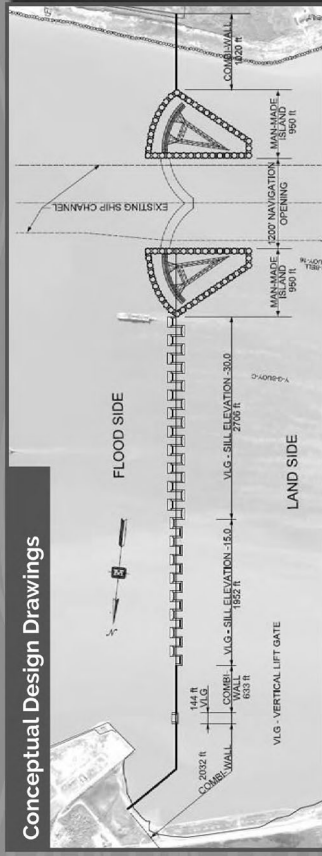 Conceptual Design Drawings
FLOOD SIDE
EXISTING SHIP CHANNEL
N
2032 ft
COMBI-WALL
144 ft
VLG
COMBI-
WALL
633 ft
VLG - SILL ELEVATION -15.0
1952 ft
VLG - SILL ELEVATION -30.0
2706 ft
MAN-MADE
ISLAND
950 ft
1200' NAVIGATION
OPENING
MAN-MADE
ISLAND
950 ft
COMBI-WALL
1020 ft
VLG - VERTICAL LIFT GATE
LAND SIDE